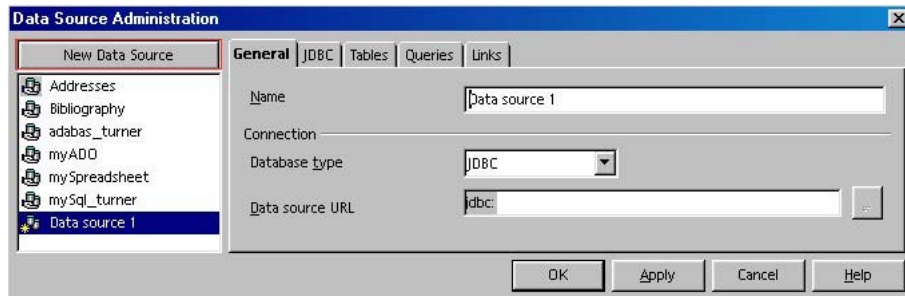 Data Source Administration
New Data Source
Addresses
Bibliography
adabas_turner
myADO
mySpreadsheet
mySql_turner
Data source 1
General JDBC Tables Queries Links
Name Data source 1
Connection
Database type JDBC
Data source URL jdbc: ...
OK Apply Cancel Help